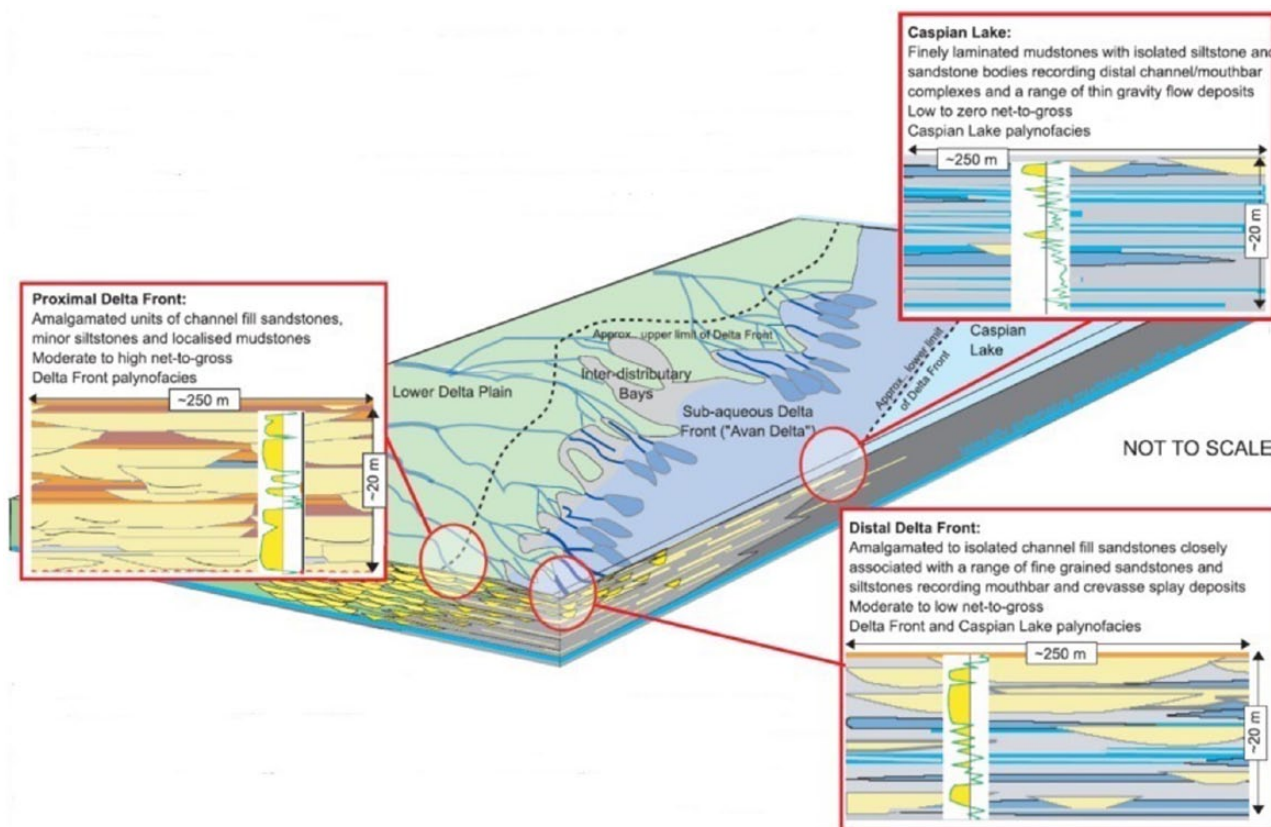 Caspian Lake:
Finely laminated mudstones with isolated siltstone and
sandstone bodies recording distal channel/mouthbar
complexes and a range of thin gravity flow deposits
Low to zero net-to-gross
Caspian Lake palynofacies
~250 m
~20 m
Proximal Delta Front:
Amalgamated units of channel fill sandstones,
minor siltstones and localised mudstones
Moderate to high net-to-gross
Delta Front palynofacies
~250 m
~20 m
Approx.. upper limit of Delta Front
Inter-distributary
Bays
Lower Delta Plain
Sub-aqueous Delta
Front ("Avan Delta")
Approx.. lower limit
of Delta Front
Caspian
Lake
NOT TO SCALE
Distal Delta Front:
Amalgamated to isolated channel fill sandstones closely
associated with a range of fine grained sandstones and
siltstones recording mouthbar and crevasse splay deposits
Moderate to low net-to-gross
Delta Front and Caspian Lake palynofacies
~250 m
~20 m